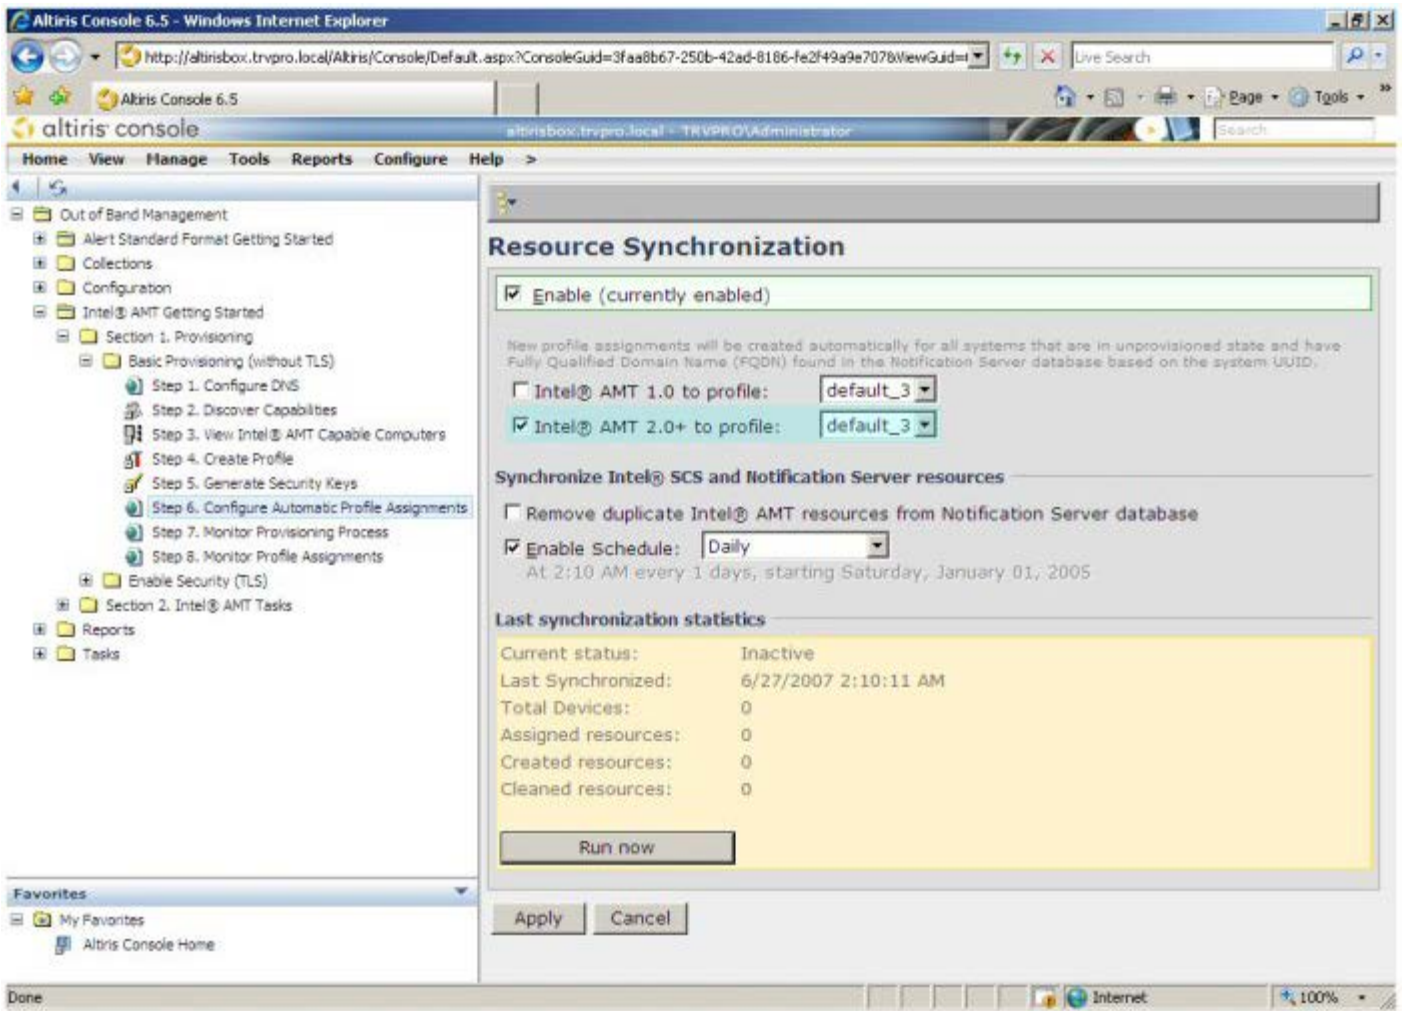 Altiris Console 6.5 - Windows Internet Explorer
http://altirisbox.trvpro.local/Altiris/Console/Default.aspx?ConsoleGuid=3faa8b67-250b-42ad-8186-fe2f49a9e707&ViewGuid=
Live Search
Altiris Console 6.5
Page
Tools
altiris console
altirisbox.trvpro.local - TRVPRO\Administrator
Search
Home View Manage Tools Reports Configure Help >
Out of Band Management
Alert Standard Format Getting Started
Collections
Configuration
Intel® AMT Getting Started
Section 1. Provisioning
Basic Provisioning (without TLS)
Step 1. Configure DNS
Step 2. Discover Capabilities
Step 3. View Intel® AMT Capable Computers
Step 4. Create Profile
Step 5. Generate Security Keys
Step 6. Configure Automatic Profile Assignments
Step 7. Monitor Provisioning Process
Step 8. Monitor Profile Assignments
Enable Security (TLS)
Section 2. Intel® AMT Tasks
Reports
Tasks
Favorites
My Favorites
Altiris Console Home
Resource Synchronization
Enable (currently enabled)
New profile assignments will be created automatically for all systems that are in unprovisioned state and have
Fully Qualified Domain Name (FQDN) found in the Notification Server database based on the system UUID.
Intel® AMT 1.0 to profile: default_3
Intel® AMT 2.0+ to profile: default_3
Synchronize Intel® SCS and Notification Server resources
Remove duplicate Intel® AMT resources from Notification Server database
Enable Schedule: Daily
At 2:10 AM every 1 days, starting Saturday, January 01, 2005
Last synchronization statistics
Current status: Inactive
Last Synchronized: 6/27/2007 2:10:11 AM
Total Devices: 0
Assigned resources: 0
Created resources: 0
Cleaned resources: 0
Run now
Apply Cancel
Done
Internet
100%